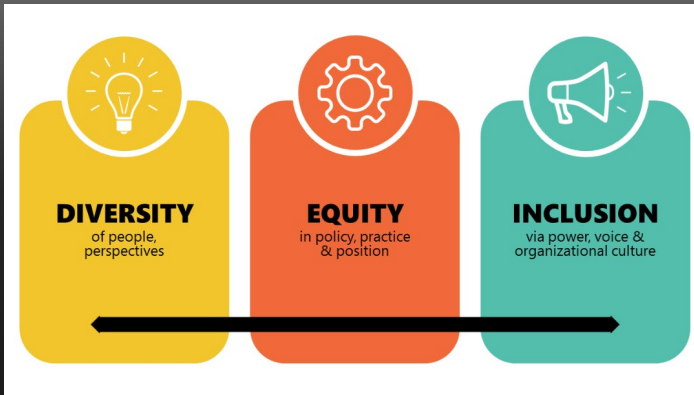 DIVERSITY
of people,
perspectives
EQUITY
in policy, practice
& position
INCLUSION
via power, voice &
organizational culture